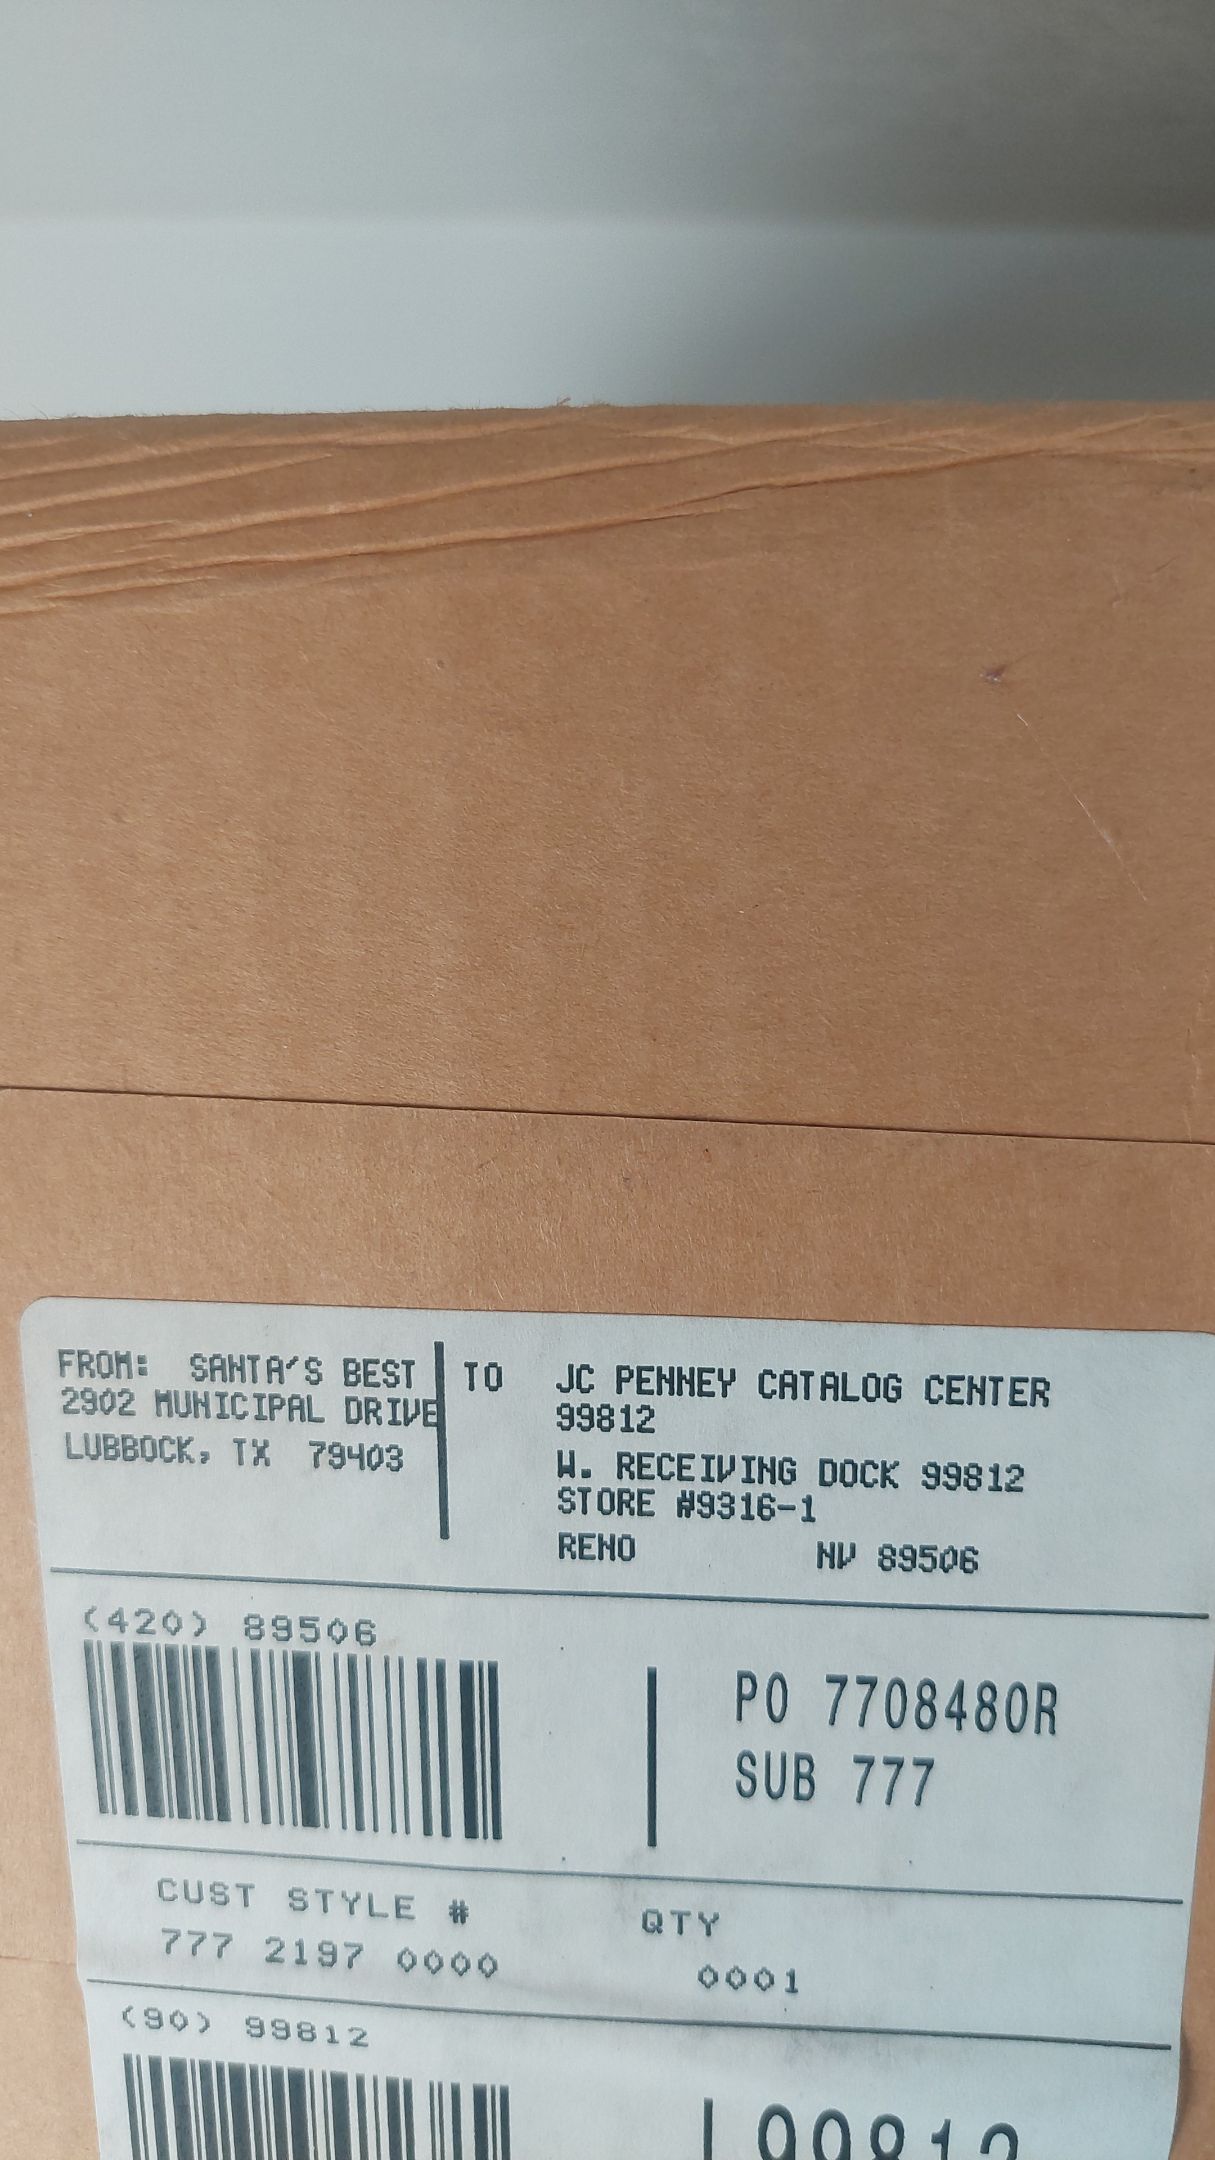 FROM: SANTA'S BEST
2902 MUNICIPAL DRIVE
LUBBOCK, TX 79403
TO JC PENNEY CATALOG CENTER
99812
W. RECEIVING DOCK 99812
STORE #9316-1
RENO NV 89506
(420) 89506
PO 7708480R
SUB 777
CUST STYLE #
777 2197 0000
QTY
0001
(90) 99812
99812